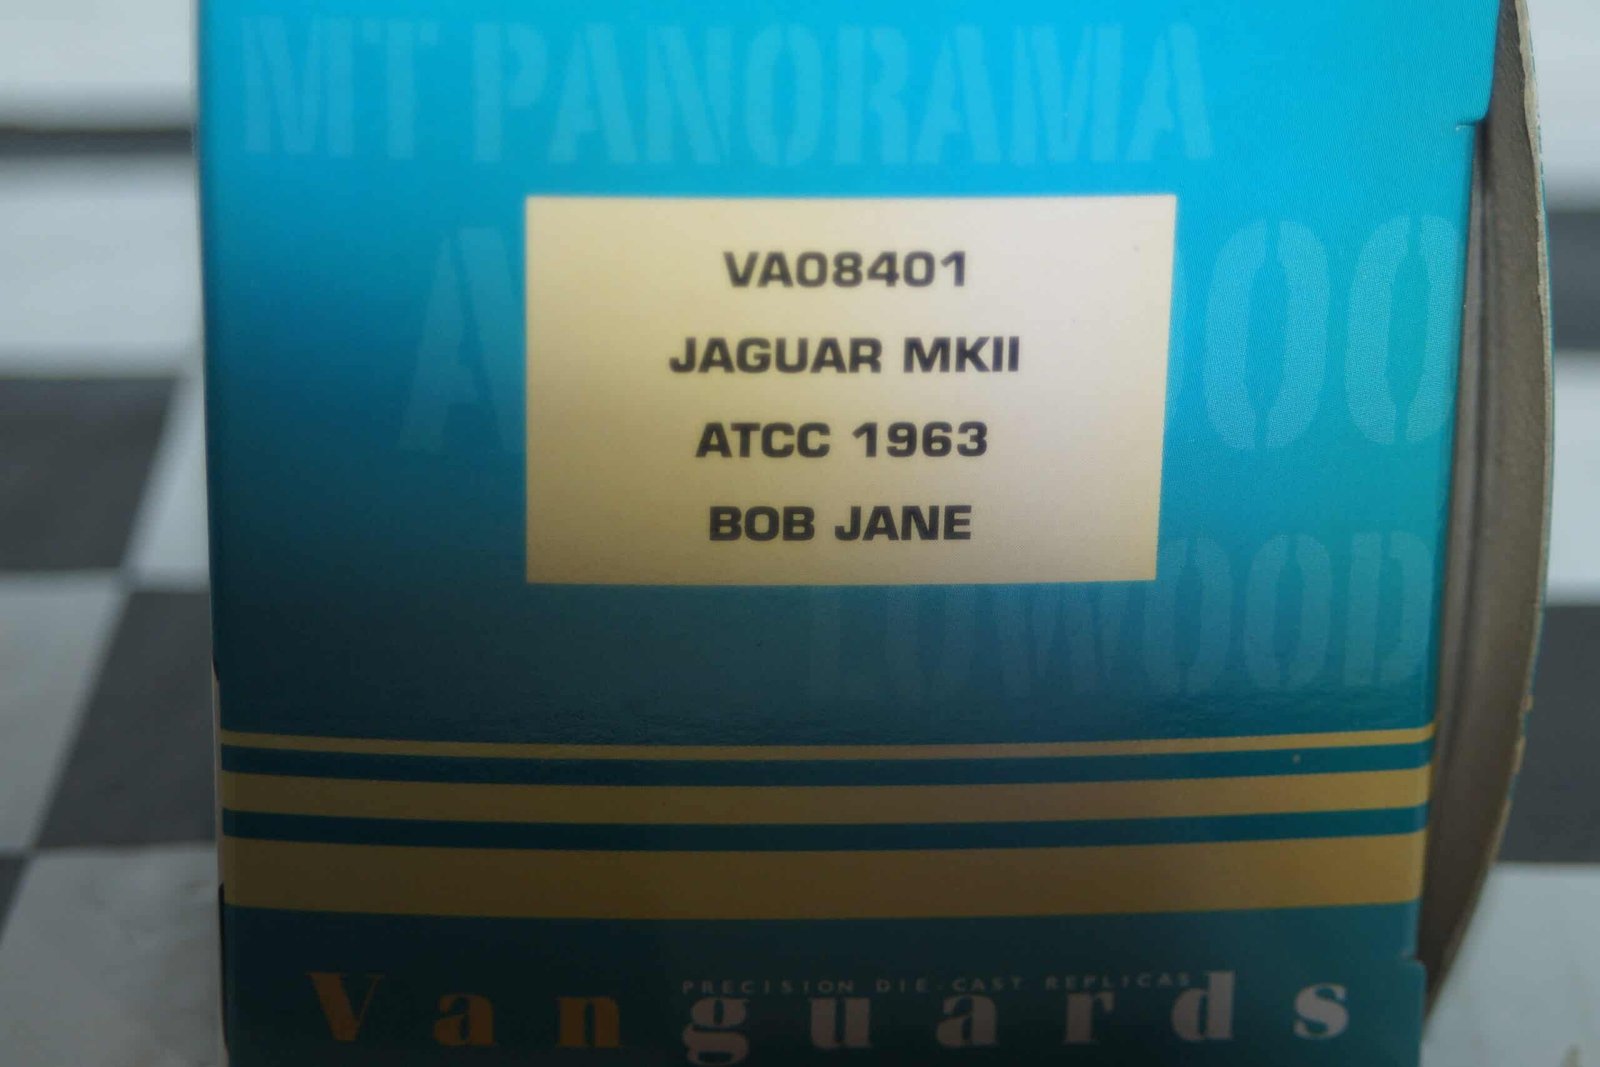 MT PANORAMA
VA08401
JAGUAR MKII
ATCC 1963
BOB JANE
PRECISION DIE-CAST REPLICAS
Vanguards